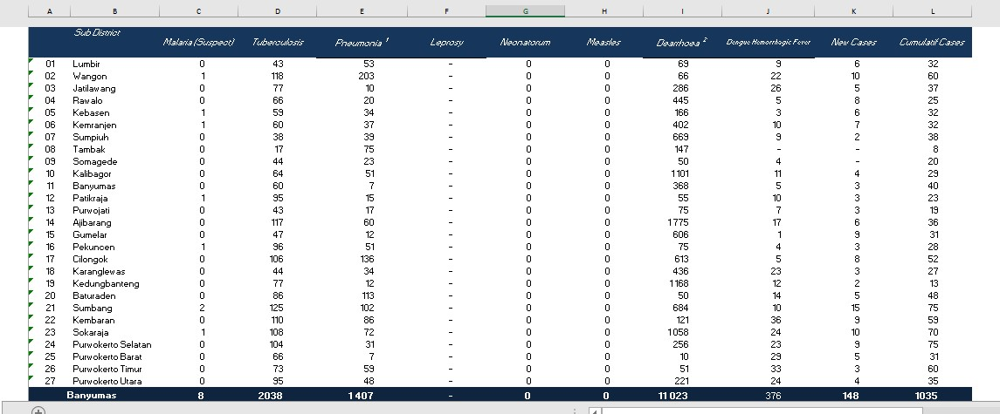 A B C D E F G H I J K L
Sub District Malaria (Suspect) Tuberculosis Pneumonia 1 Leprosy Neonatorum Measles Dearrhoea 2 Dengue Hemorrhagic Fever New Cases Cumulatif Cases
01 Lumbir 0 43 53 - 0 0 69 9 6 32
02 Wangon 1 118 203 - 0 0 66 22 10 60
03 Jatilawang 0 77 10 - 0 0 286 26 5 37
04 Rawalo 0 66 20 - 0 0 445 5 8 25
05 Kebasen 1 59 34 - 0 0 166 3 6 32
06 Kemranjen 1 60 37 - 0 0 402 10 7 32
07 Sumpiuh 0 38 39 - 0 0 669 9 2 38
08 Tambak 0 17 75 - 0 0 147 - - 8
09 Somagede 0 44 23 - 0 0 50 4 - 20
10 Kalibagor 0 64 51 - 0 0 1101 11 4 29
11 Banyumas 0 60 7 - 0 0 368 5 3 40
12 Patikraja 1 95 15 - 0 0 55 10 3 23
13 Purwojati 0 43 17 - 0 0 75 7 3 19
14 Ajibarang 0 117 60 - 0 0 1775 17 6 36
15 Gumelar 0 47 12 - 0 0 606 1 9 31
16 Pekuncen 1 96 51 - 0 0 75 4 3 28
17 Cilongok 0 106 136 - 0 0 613 5 8 52
18 Karanglewas 0 44 34 - 0 0 436 23 3 27
19 Kedungbanteng 0 77 12 - 0 0 1168 12 2 13
20 Baturaden 0 86 113 - 0 0 50 14 5 48
21 Sumbang 2 125 102 - 0 0 684 10 15 75
22 Kembaran 0 110 86 - 0 0 121 36 9 59
23 Sokaraja 1 108 72 - 0 0 1058 24 10 70
24 Purwokerto Selatan 0 104 31 - 0 0 256 23 9 75
25 Purwokerto Barat 0 66 7 - 0 0 10 29 5 31
26 Purwokerto Timur 0 73 59 - 0 0 51 33 3 60
27 Purwokerto Utara 0 95 48 - 0 0 221 24 4 35
Banyumas 8 2038 1 407 - 0 0 11 023 376 148 1035